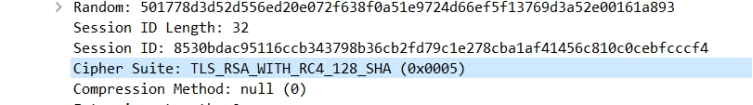 Random: 501778d3d52d556ed20e072f638f0a51e9724d66ef5f13769d3a52e00161a893
Session ID Length: 32
Session ID: 8530bdac95116ccb343798b36cb2fd79c1e278cba1af41456c810c0cebfcccf4
Cipher Suite: TLS_RSA_WITH_RC4_128_SHA (0x0005)
Compression Method: null (0)